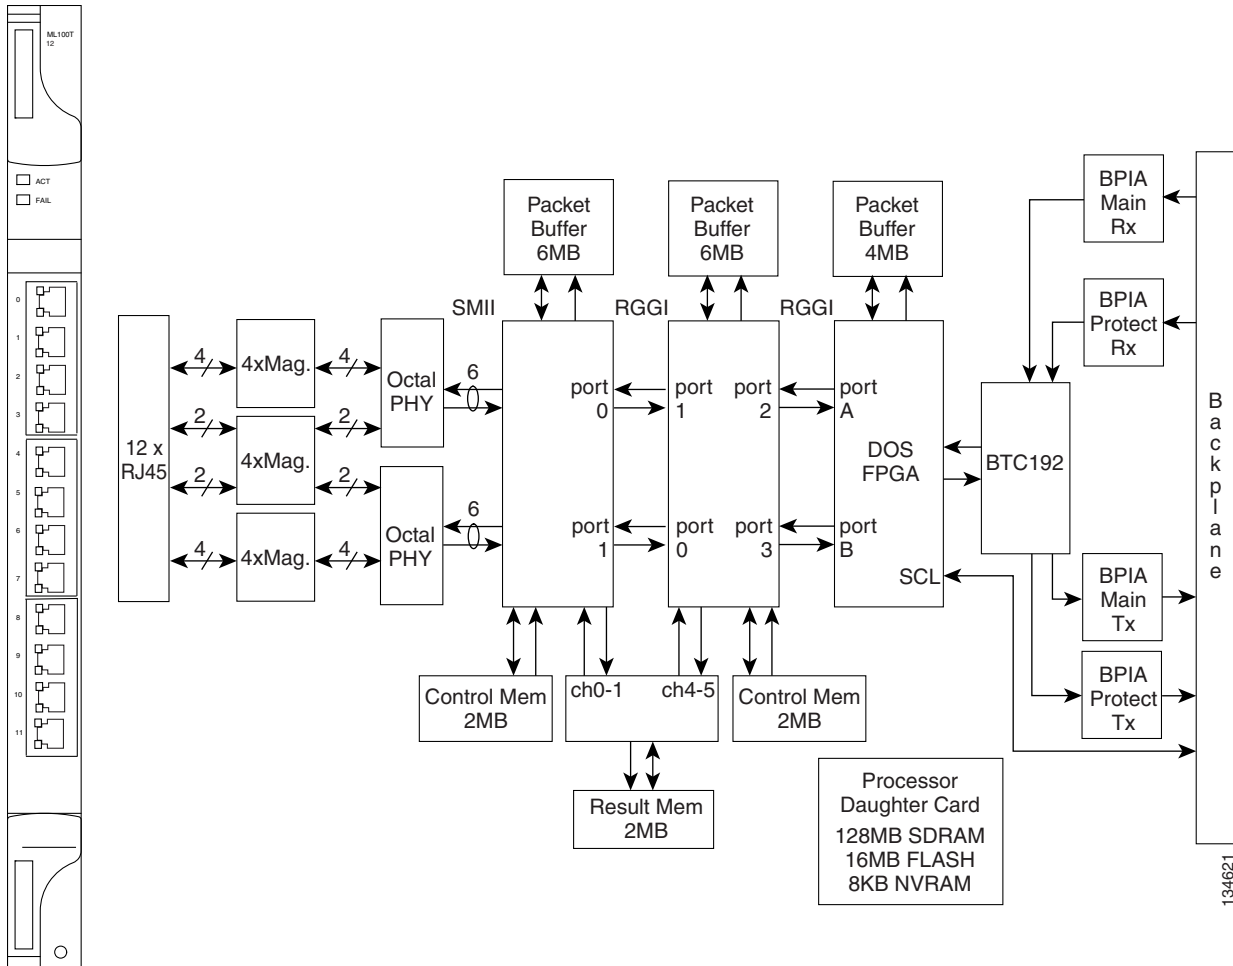 ML100T
12
ACT
FAIL
0
1
2
3
4
5
6
7
8
9
10
11
12 x
RJ45
4
2
2
4
4xMag.
4xMag.
4xMag.
4
2
2
4
Octal
PHY
Octal
PHY
SMII
6
6
Packet
Buffer
6MB
port
0
port
1
RGGI
Packet
Buffer
6MB
port
1
port
0
port
2
port
3
RGGI
Packet
Buffer
4MB
port
A
DOS
FPGA
port
B
SCL
BTC192
BPIA
Main
Rx
BPIA
Protect
Rx
BPIA
Main
Tx
BPIA
Protect
Tx
Backplane
Control Mem
2MB
ch0-1
ch4-5
Control Mem
2MB
Result Mem
2MB
Processor
Daughter Card
128MB SDRAM
16MB FLASH
8KB NVRAM
134621